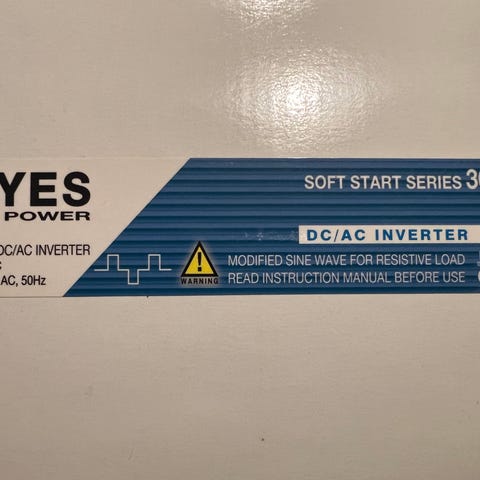 YES
POWER
DC/AC INVERTER
AC, 50Hz
SOFT START SERIES
DC/AC INVERTER
WARNING
MODIFIED SINE WAVE FOR RESISTIVE LOAD
READ INSTRUCTION MANUAL BEFORE USE